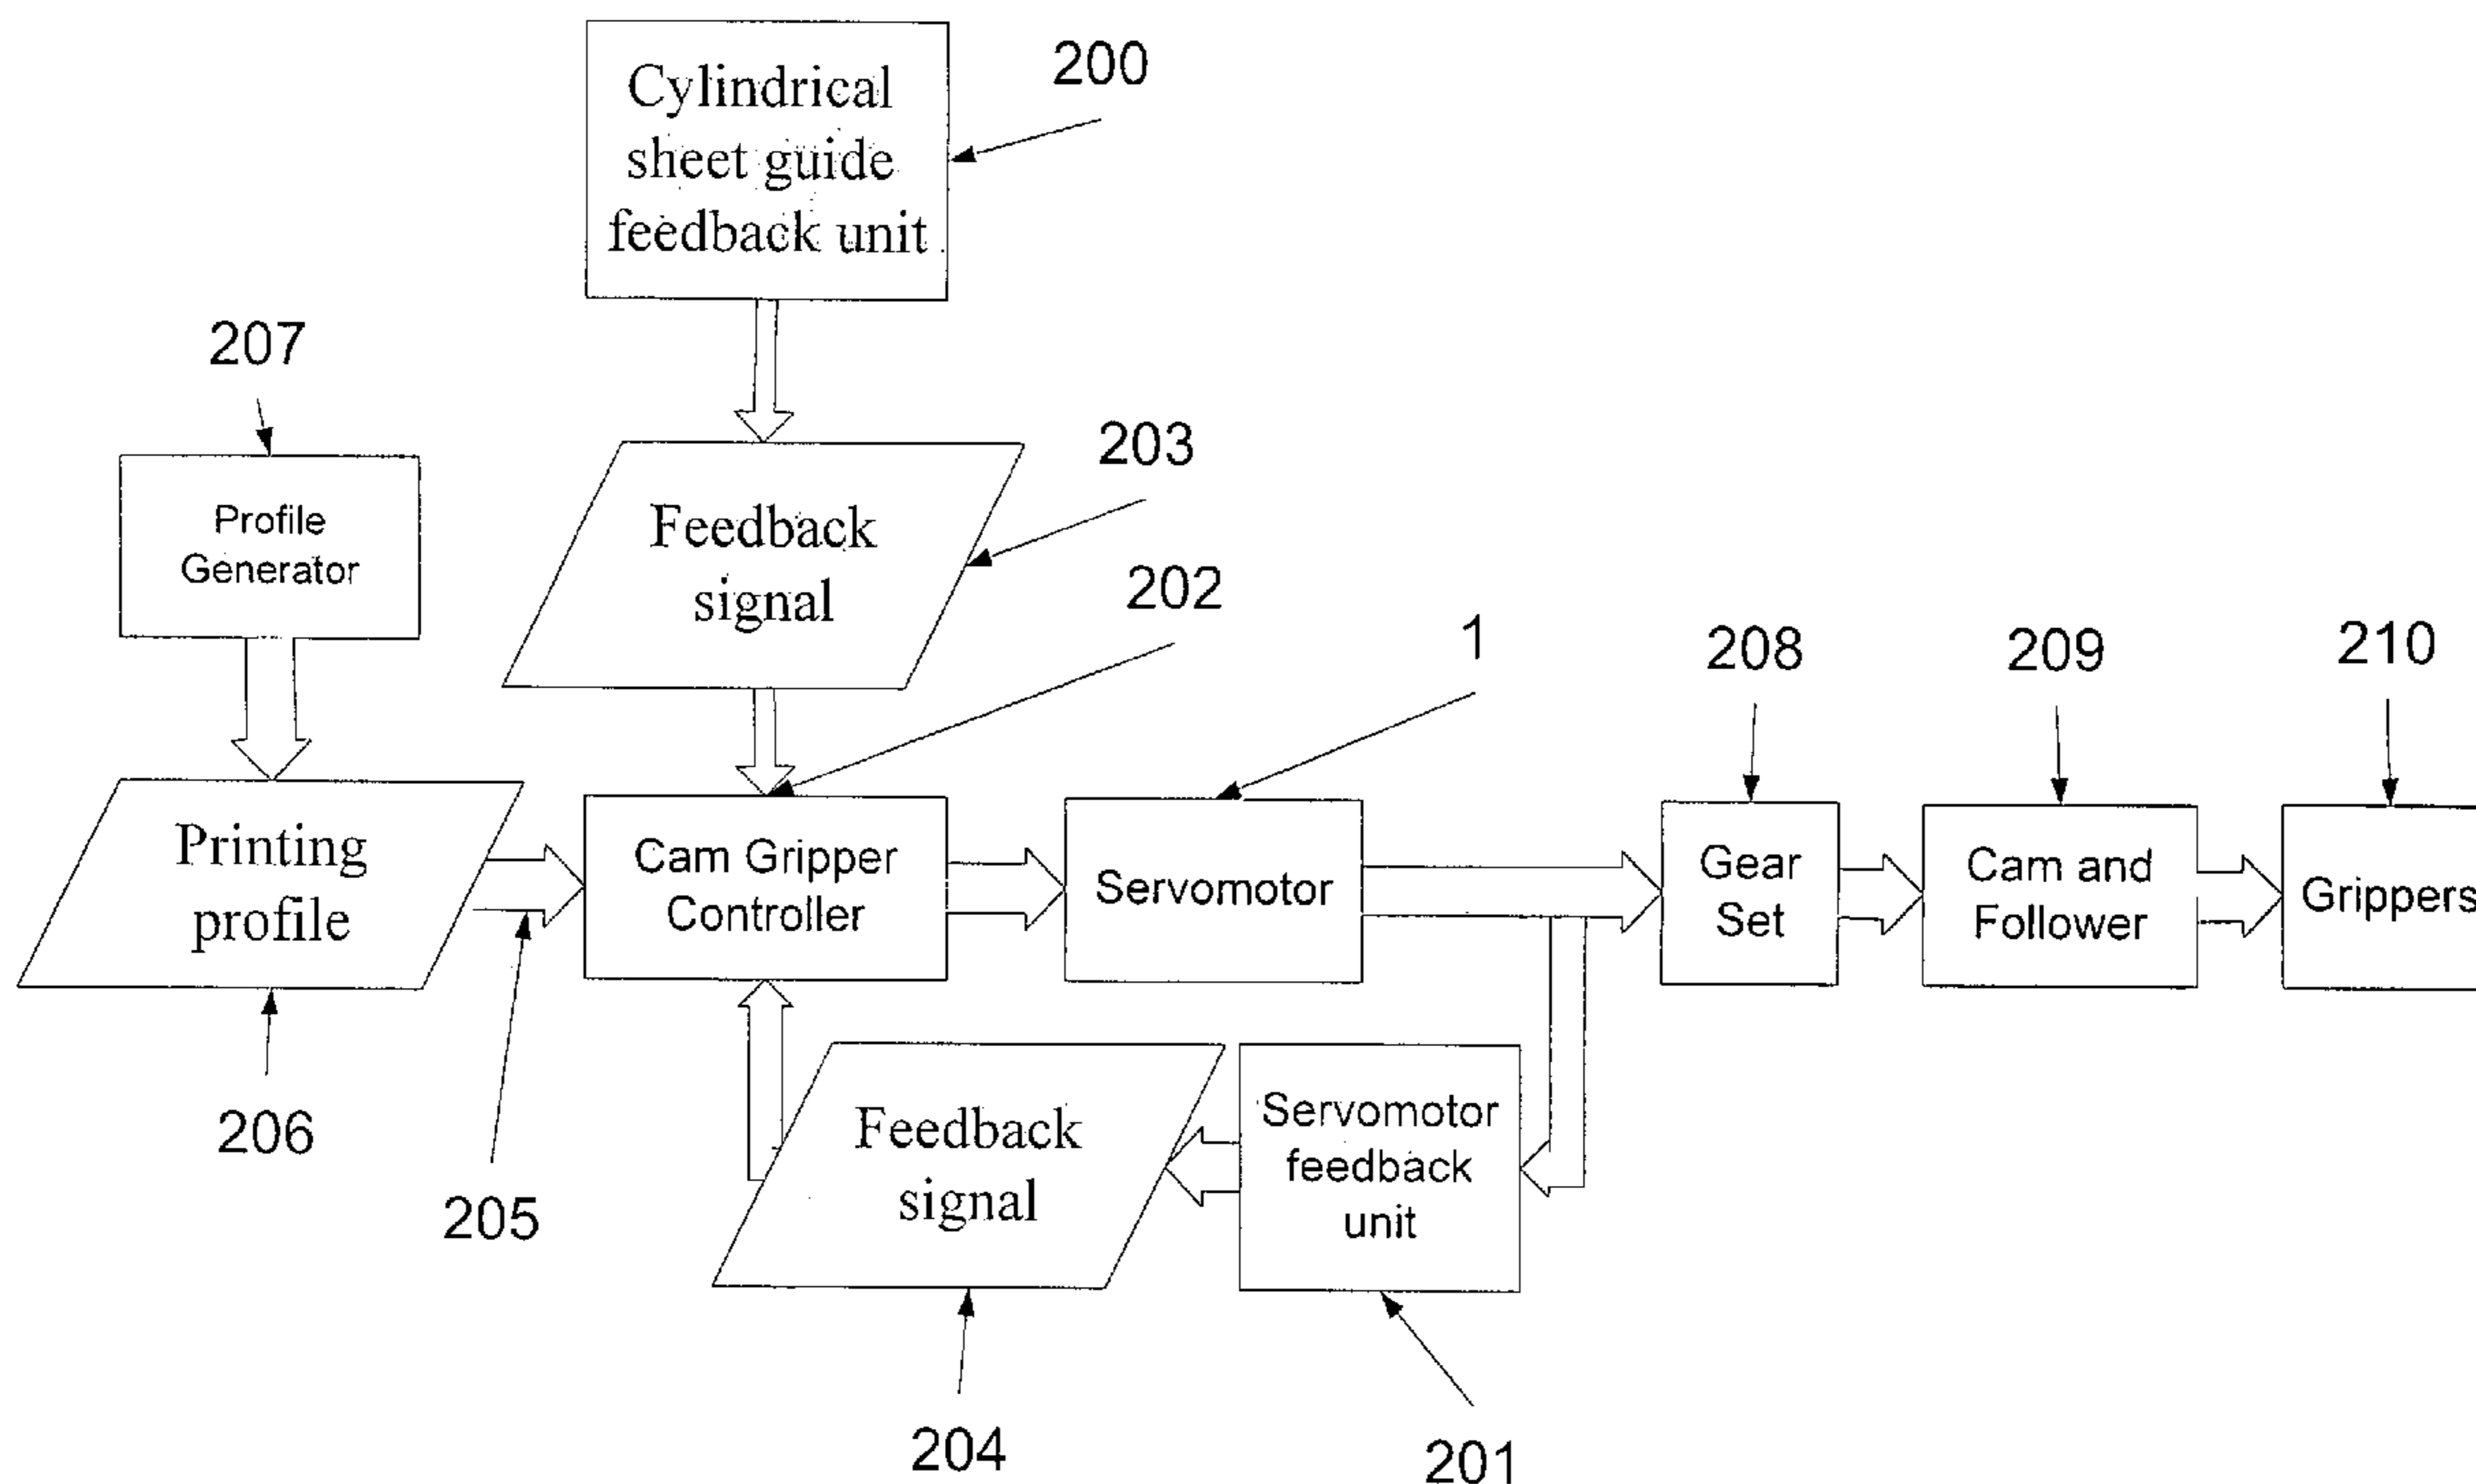 Cylindrical
sheet guide
feedback unit
200
207
Profile
Generator
Feedback
signal
203
202
1
208
209
210
Printing
profile
Cam Gripper
Controller
Servomotor
Gear
Set
Cam and
Follower
Grippers
206
205
Feedback
signal
Servomotor
feedback
unit
204
201